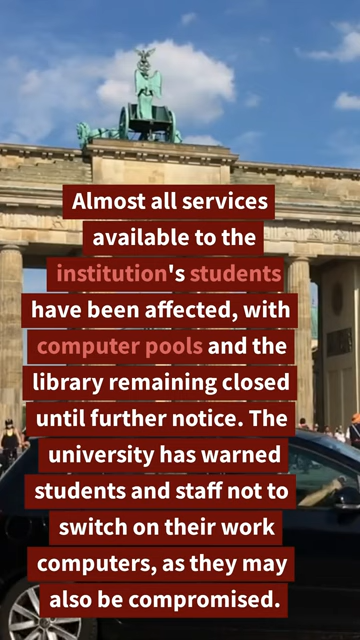 Almost all services
available to the
institution's students
have been affected, with
computer pools and the
library remaining closed
until further notice. The
university has warned
students and staff not to
switch on their work
computers, as they may
also be compromised.